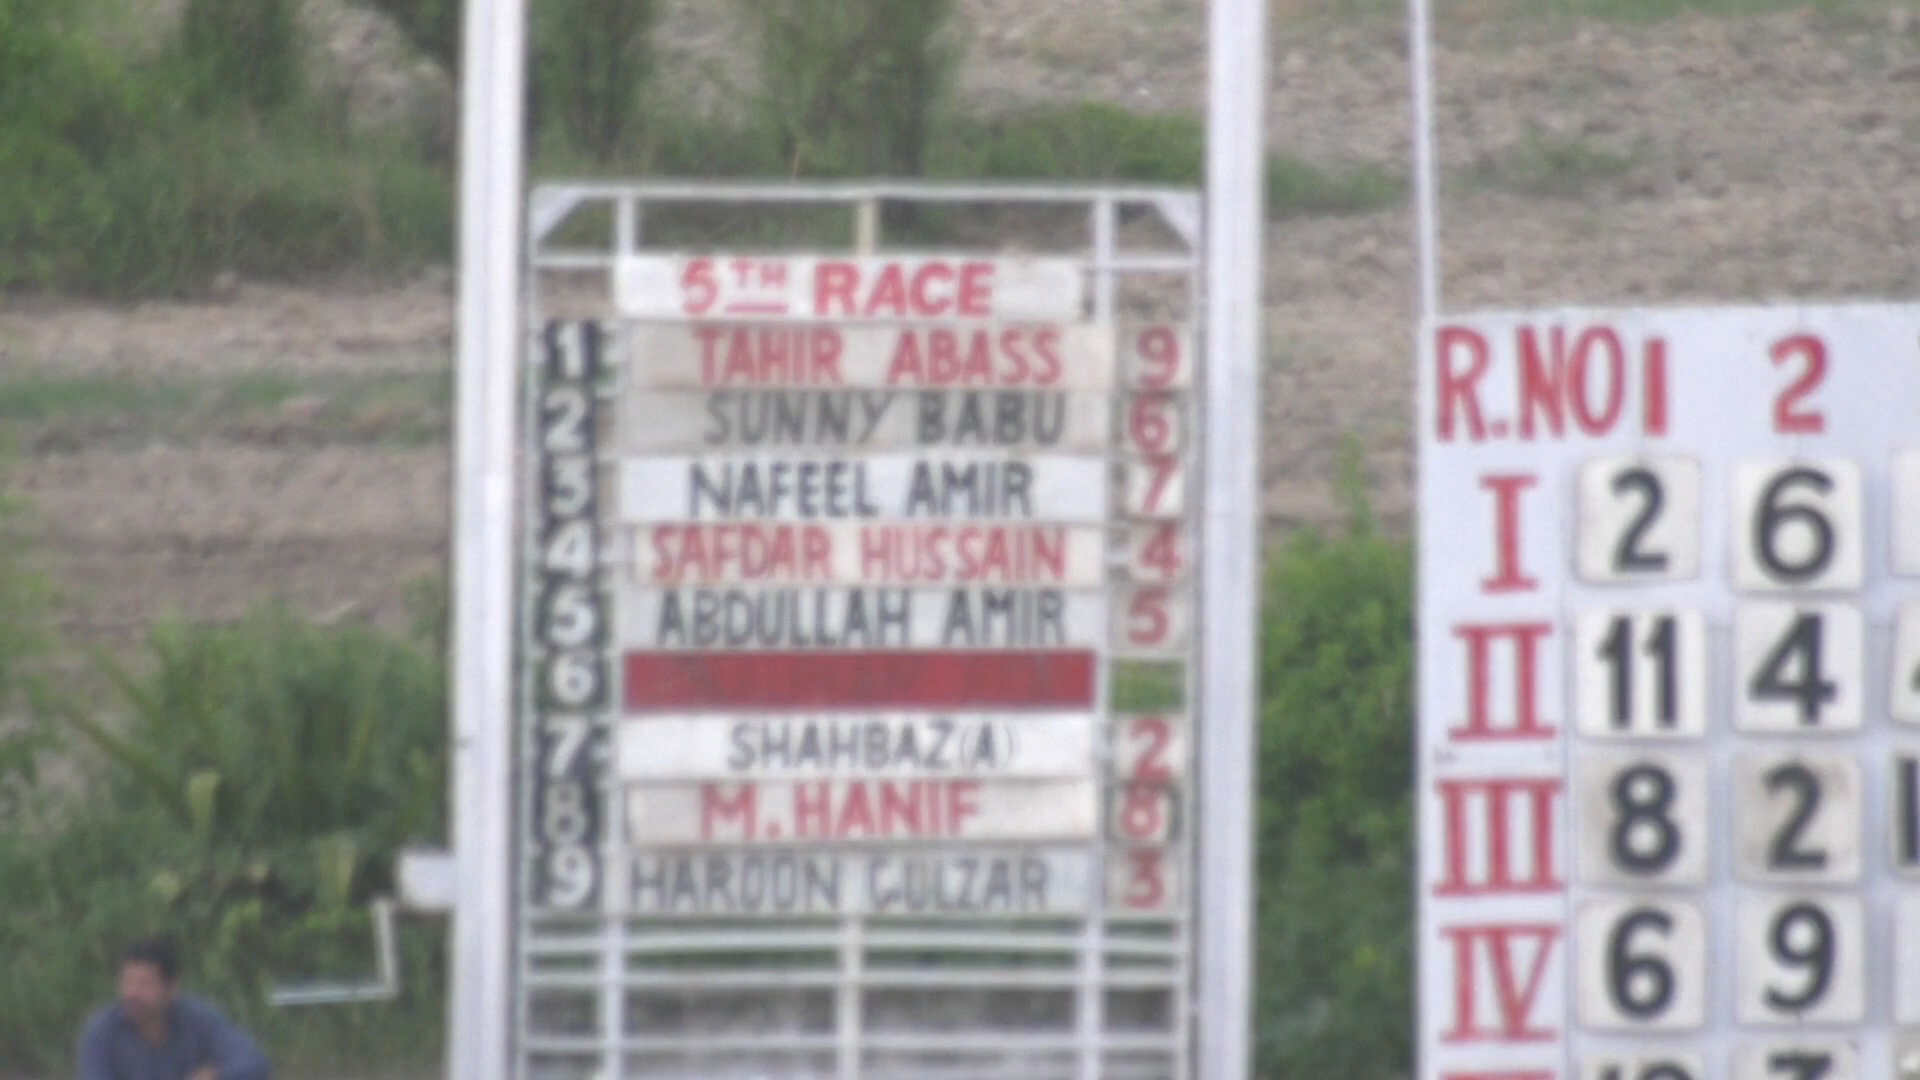 5TH RACE
1 TAHIR ABASS 9
2 SUNNY BABU 6
3 NAFEEL AMIR 7
4 SAFDAR HUSSAIN 4
5 ABDULLAH AMIR 5
6
7 SHAHBAZ(A) 2
8 M.HANIF 8
9 HAROON GULZAR 3
R.NO 1 2
I 2 6
II 11 4
III 8 2
IV 6 9